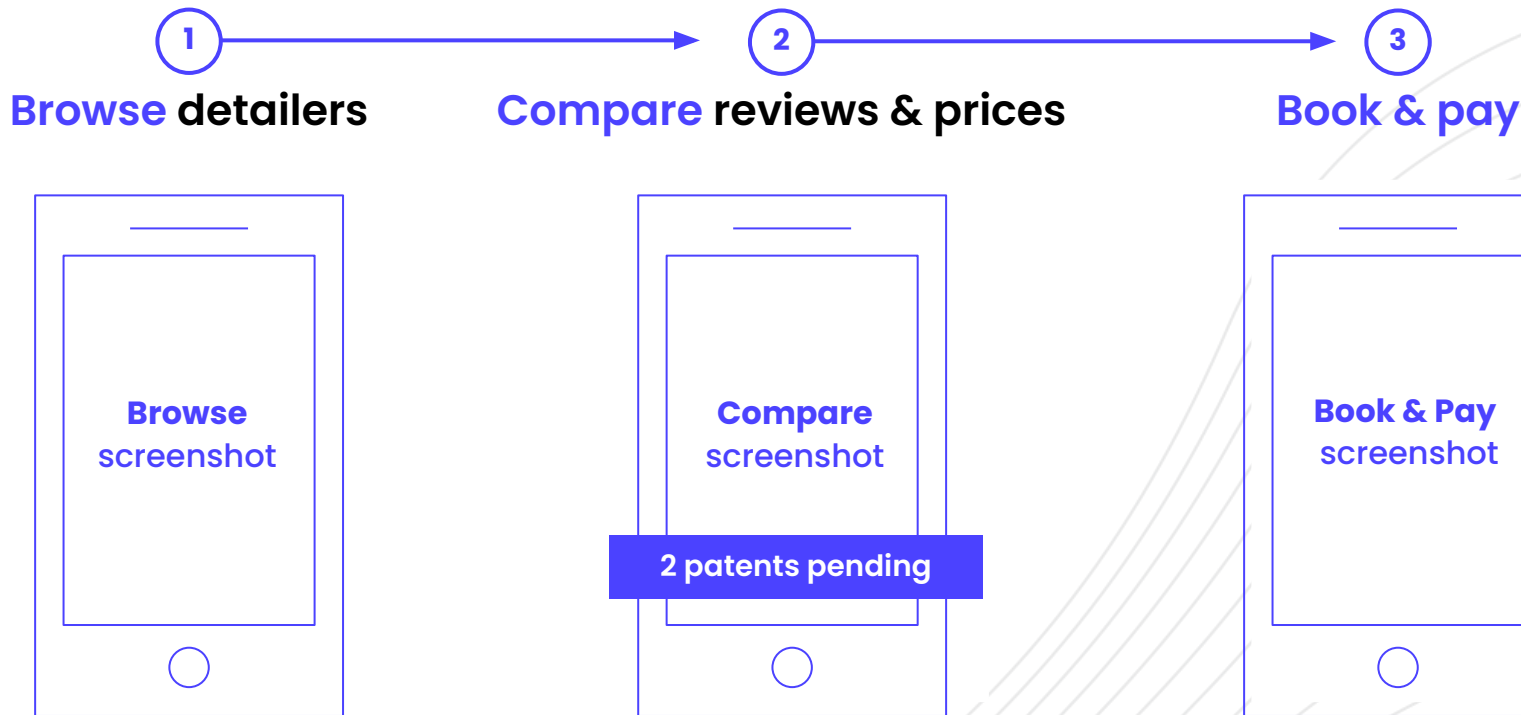 1
2
3
Browse detailers
Compare reviews & prices
Book & pay
Browse
screenshot
Compare
screenshot
2 patents pending
Book & Pay
screenshot